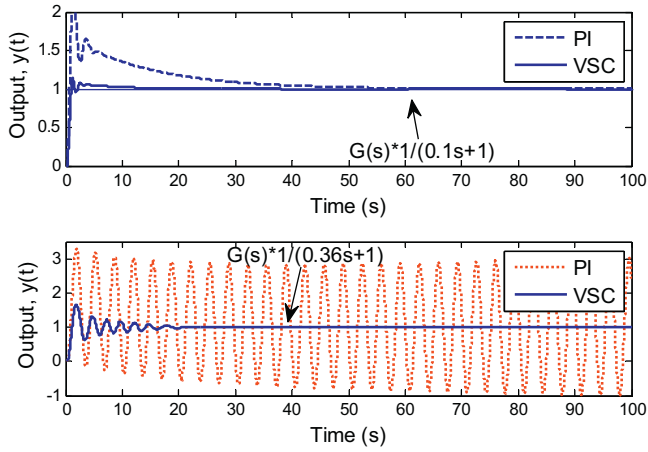 2
1.5
1
0.5
0
Output, y(t)
PI
VSC
G(s)*1/(0.1s+1)
0 10 20 30 40 50 60 70 80 90 100
Time (s)
3
2
1
0
-1
Output, y(t)
G(s)*1/(0.36s+1)
PI
VSC
0 10 20 30 40 50 60 70 80 90 100
Time (s)